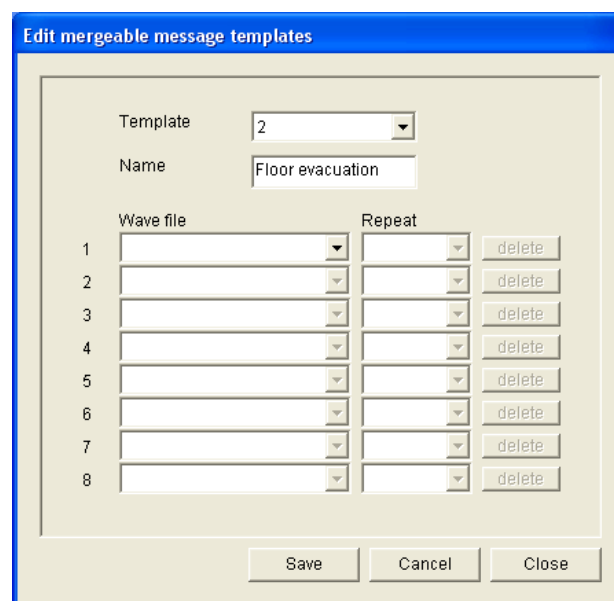 Edit mergeable message templates
Template 2
Name Floor evacuation
Wave file Repeat
1 delete
2 delete
3 delete
4 delete
5 delete
6 delete
7 delete
8 delete
Save Cancel Close